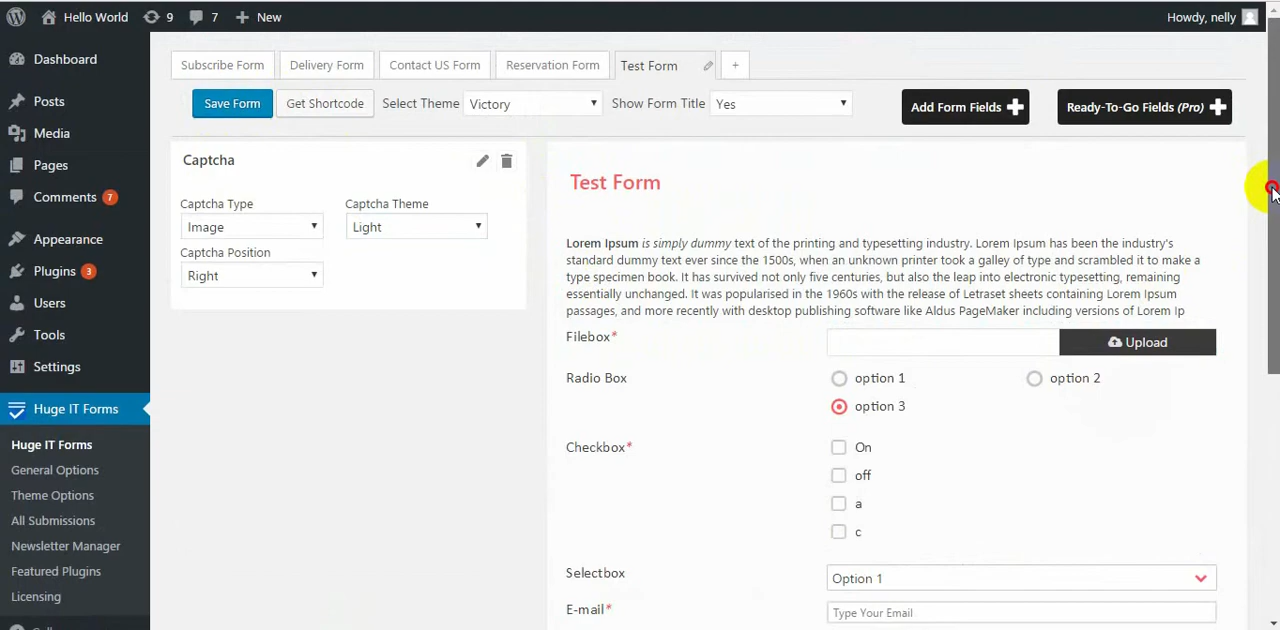 Hello World 9 7 New Howdy, nelly
Dashboard
Posts
Media
Pages
Comments 7
Appearance
Plugins 3
Users
Tools
Settings
Huge IT Forms
Huge IT Forms
General Options
Theme Options
All Submissions
Newsletter Manager
Featured Plugins
Licensing
Subscribe Form Delivery Form Contact US Form Reservation Form Test Form +
Save Form Get Shortcode Select Theme Victory Show Form Title Yes Add Form Fields Ready-To-Go Fields (Pro)
Captcha
Captcha Type Captcha Theme
Image Light
Captcha Position
Right
Test Form
Lorem Ipsum is simply dummy text of the printing and typesetting industry. Lorem Ipsum has been the industry's
standard dummy text ever since the 1500s, when an unknown printer took a galley of type and scrambled it to make a
type specimen book. It has survived not only five centuries, but also the leap into electronic typesetting, remaining
essentially unchanged. It was popularised in the 1960s with the release of Letraset sheets containing Lorem Ipsum
passages, and more recently with desktop publishing software like Aldus PageMaker including versions of Lorem Ip
Filebox* Upload
Radio Box option 1 option 2
option 3
Checkbox* On
off
a
c
Selectbox Option 1
E-mail* Type Your Email